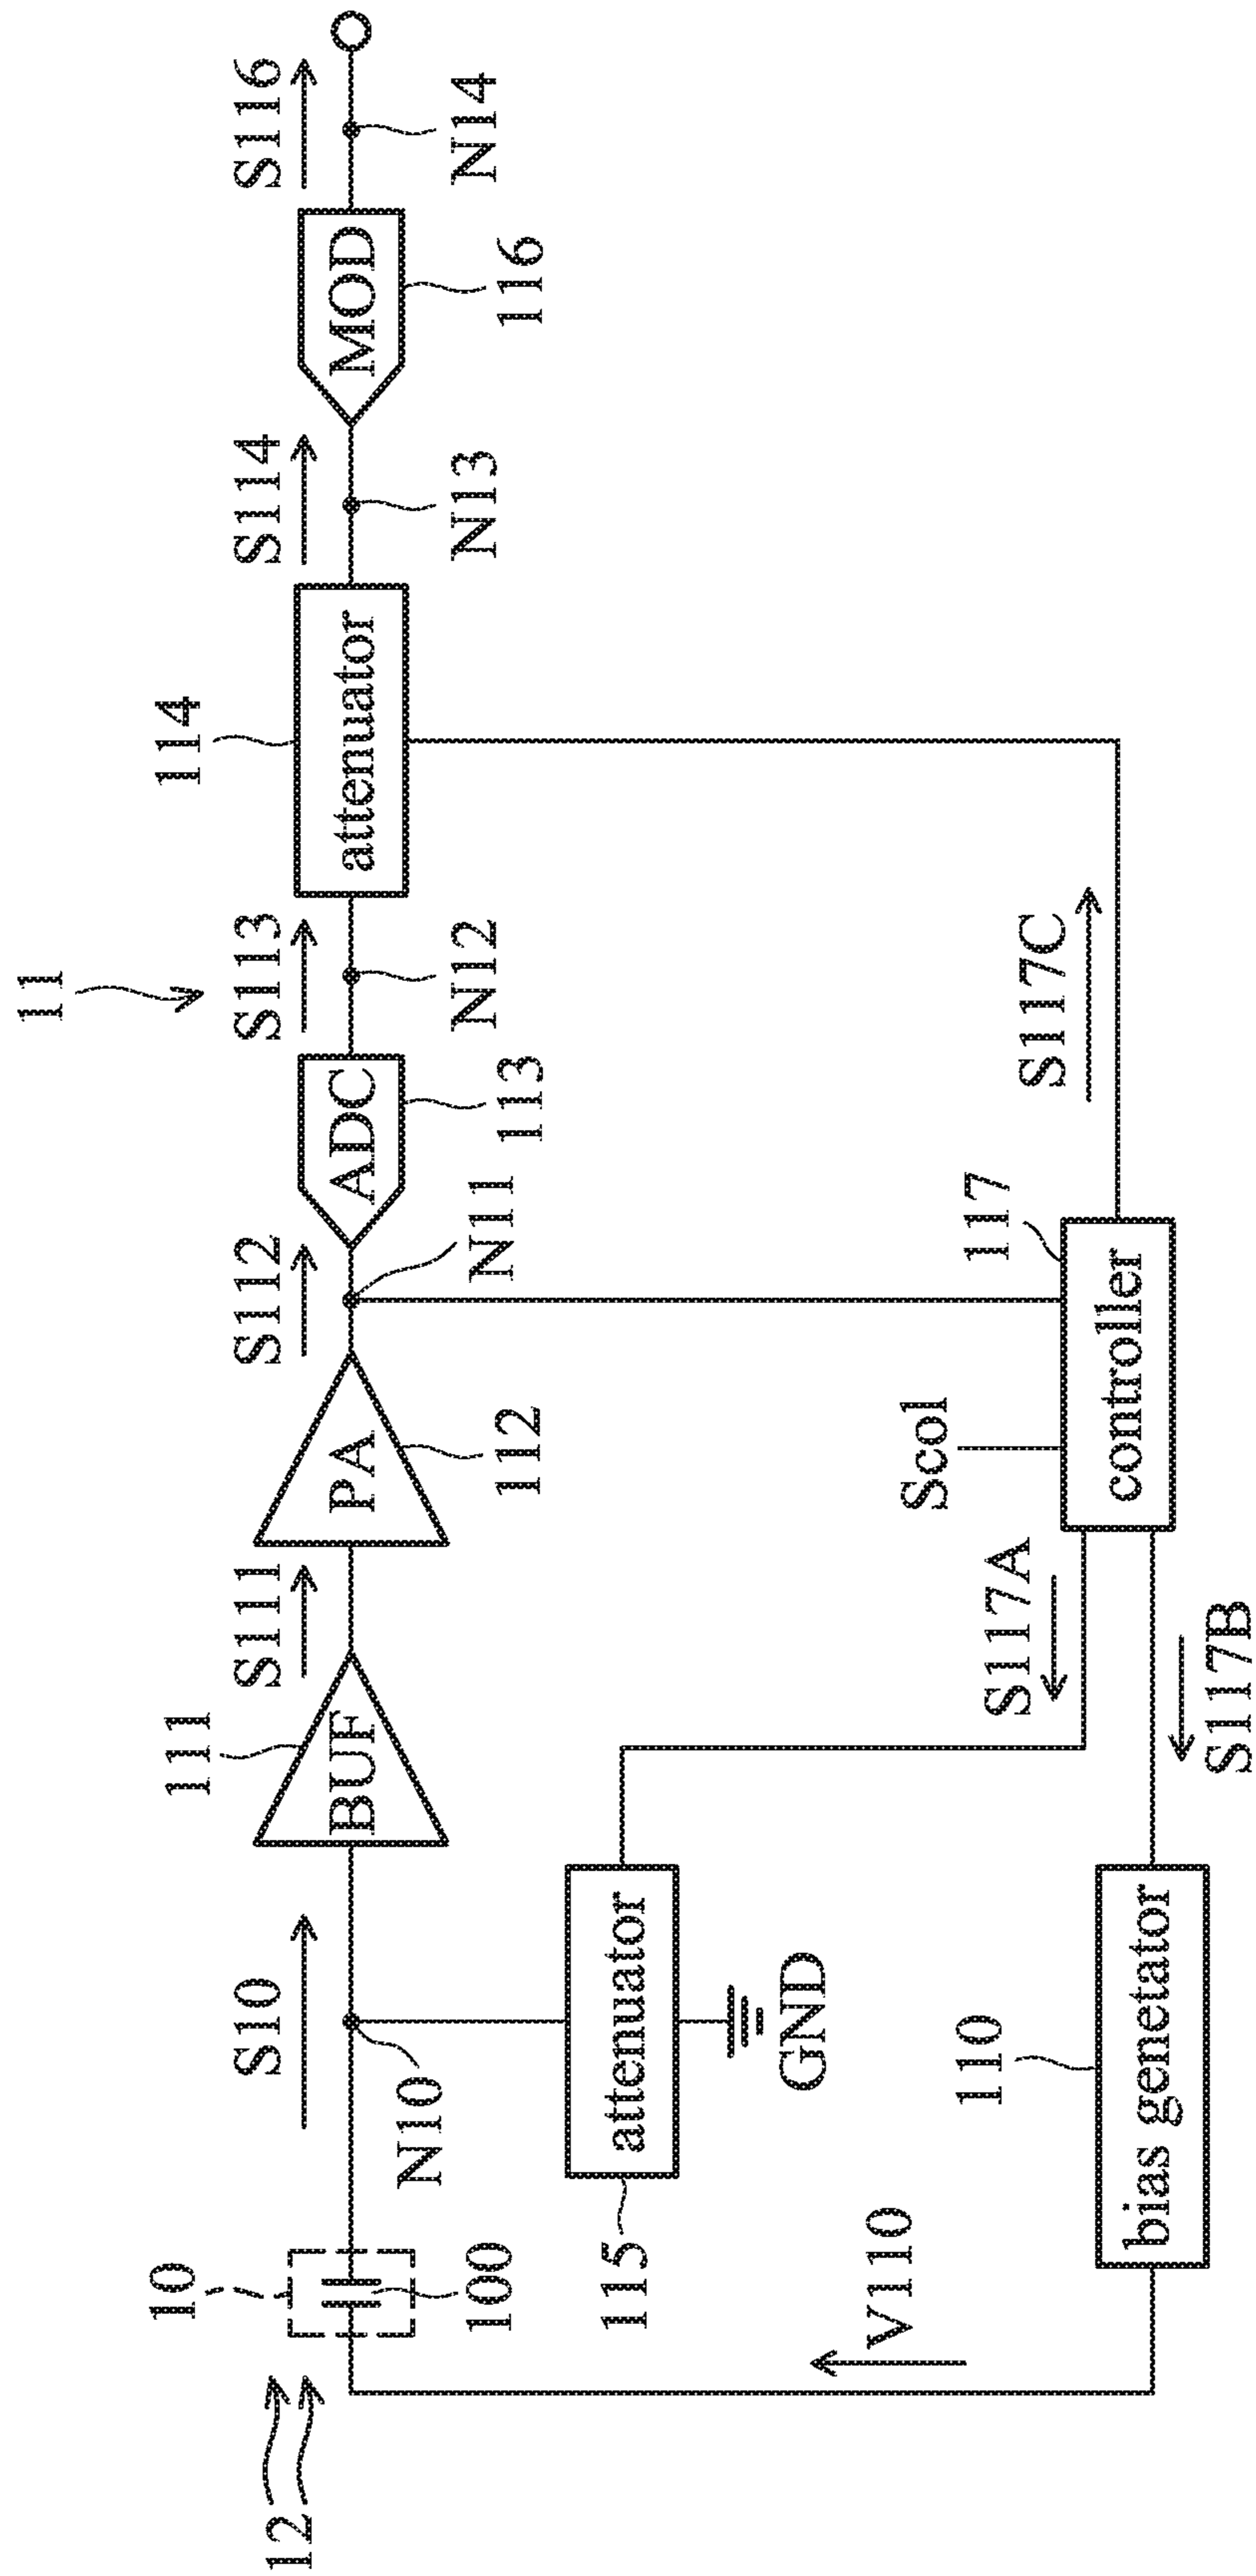 11
114
S116
S114
S113
S112
S111
S10
12
10
111
100
N10
BUF
PA
112
N11
ADC
113
N12
attenuator
N13
MOD
116
N14
115
attenuator
GND
V110
110
bias genetator
S117A
S117B
Scol
117
controller
S117C